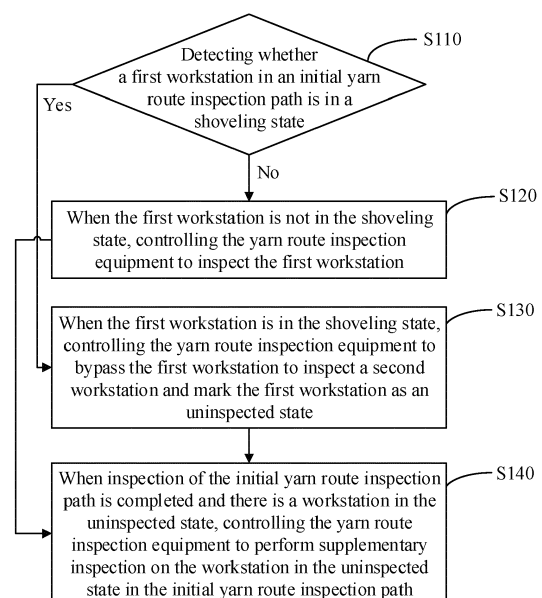 Detecting whether
a first workstation in an initial yarn
route inspection path is in a
shoveling state
S110
Yes
No
S120
When the first workstation is not in the shoveling
state, controlling the yarn route inspection
equipment to inspect the first workstation
S130
When the first workstation is in the shoveling state,
controlling the yarn route inspection equipment to
bypass the first workstation to inspect a second
workstation and mark the first workstation as an
uninspected state
S140
When inspection of the initial yarn route inspection
path is completed and there is a workstation in the
uninspected state, controlling the yarn route
inspection equipment to perform supplementary
inspection on the workstation in the uninspected
state in the initial yarn route inspection path